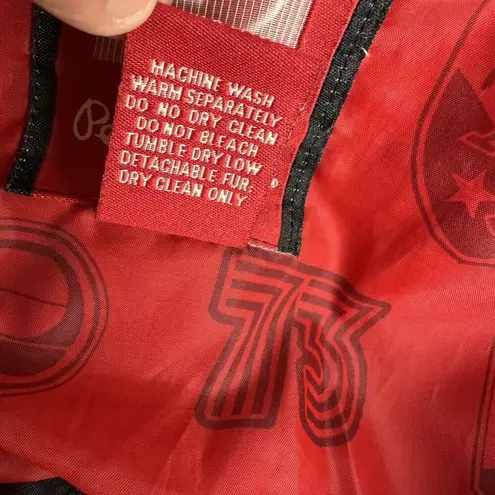 MACHINE WASH
WARM SEPARATELY
DO NO DRY CLEAN
DO NOT BLEACH
TUMBLE DRY LOW
DETACHABLE FUR:
DRY CLEAN ONLY
73